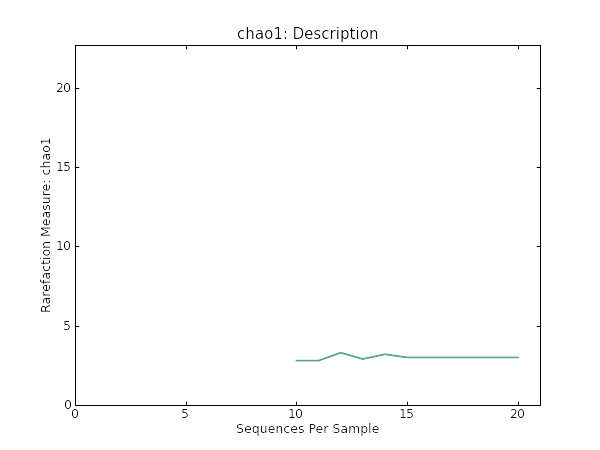 chao1: Description
20
15
10
5
0
Rarefaction Measure: chao1
0 5 10 15 20
Sequences Per Sample